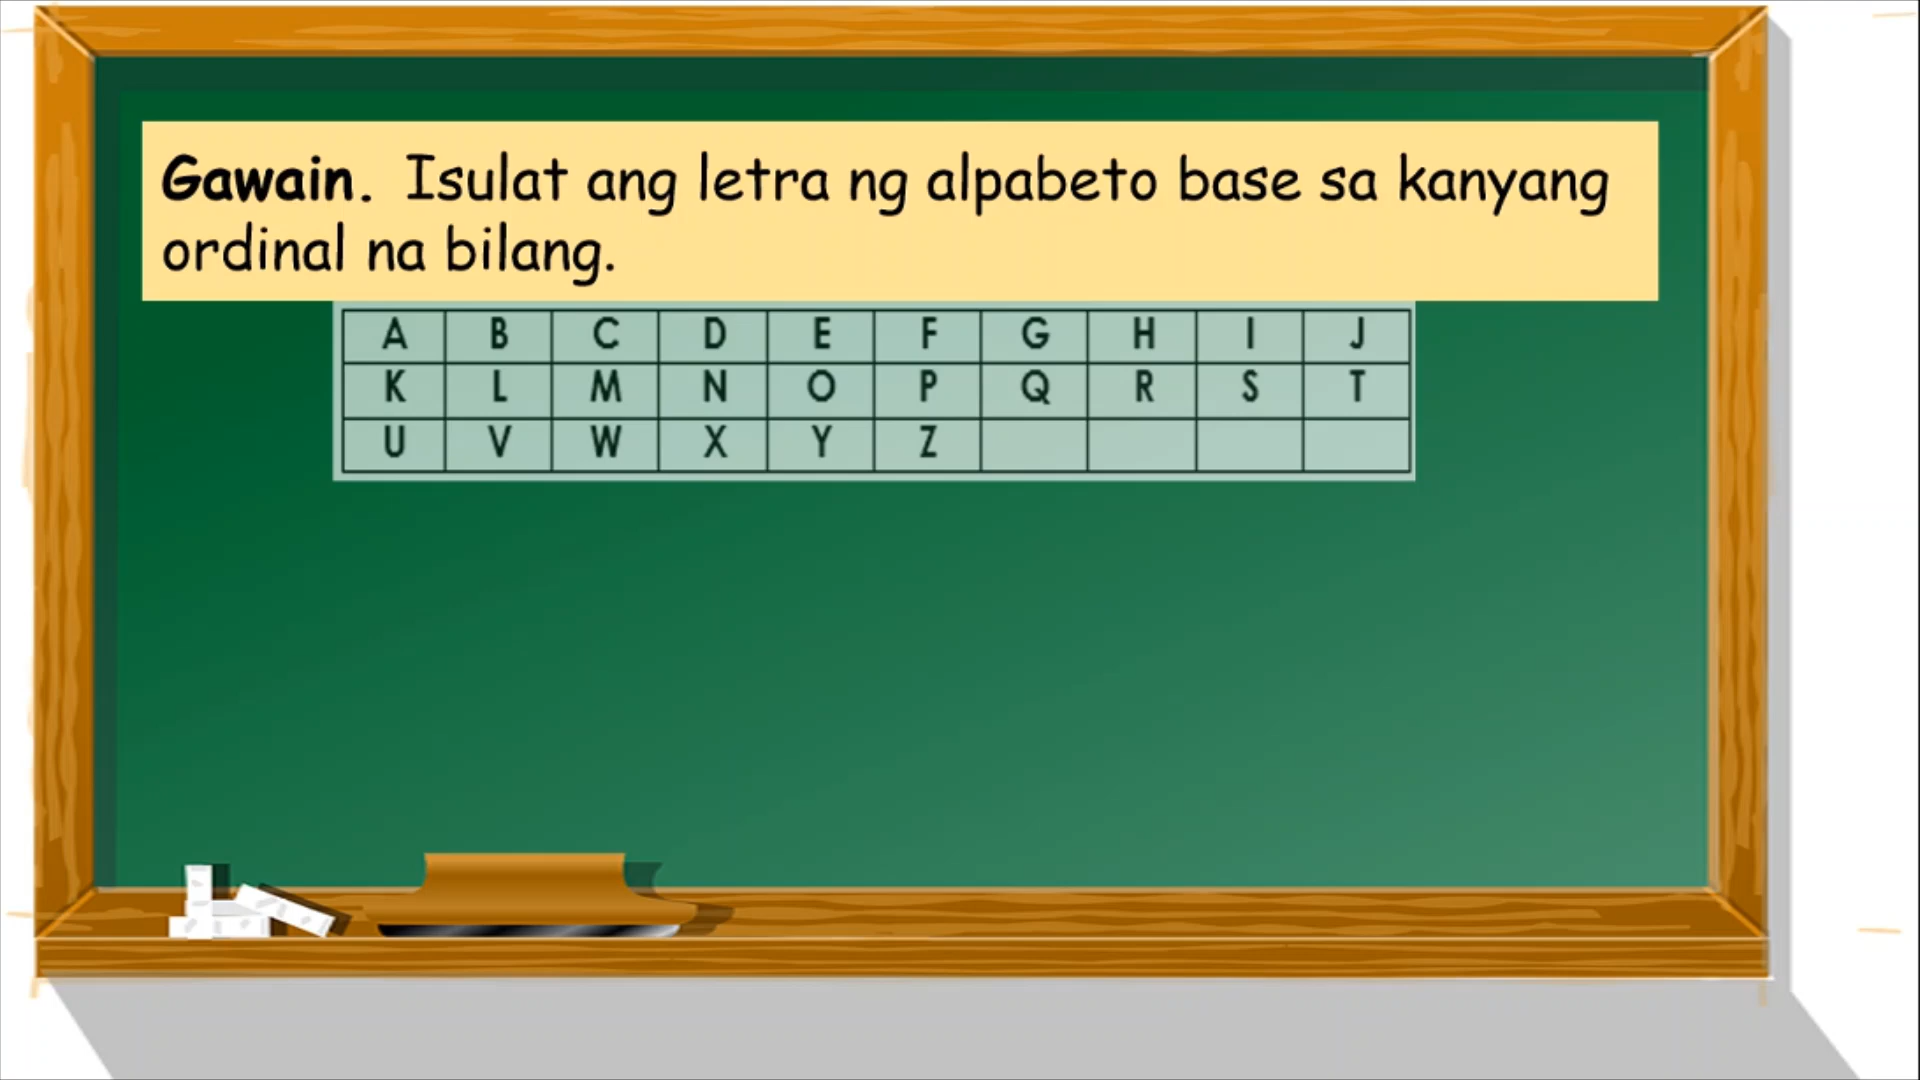 Gawain. Isulat ang letra ng alpabeto base sa kanyang
ordinal na bilang.
A B C D E F G H I J
K L M N O P Q R S T
U V W X Y Z